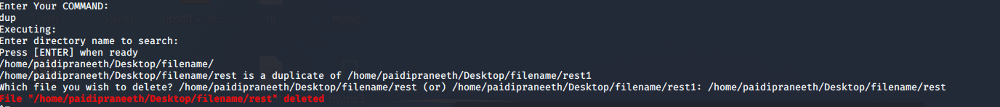 Enter Your COMMAND:
dup
Executing:
Enter directory name to search:
Press [ENTER] when ready
/home/paidipraneeth/Desktop/filename/
/home/paidipraneeth/Desktop/filename/rest is a duplicate of /home/paidipraneeth/Desktop/filename/rest1
Which file you wish to delete? /home/paidipraneeth/Desktop/filename/rest (or) /home/paidipraneeth/Desktop/filename/rest1: /home/paidipraneeth/Desktop/filename/rest
File "/home/paidipraneeth/Desktop/filename/rest" deleted